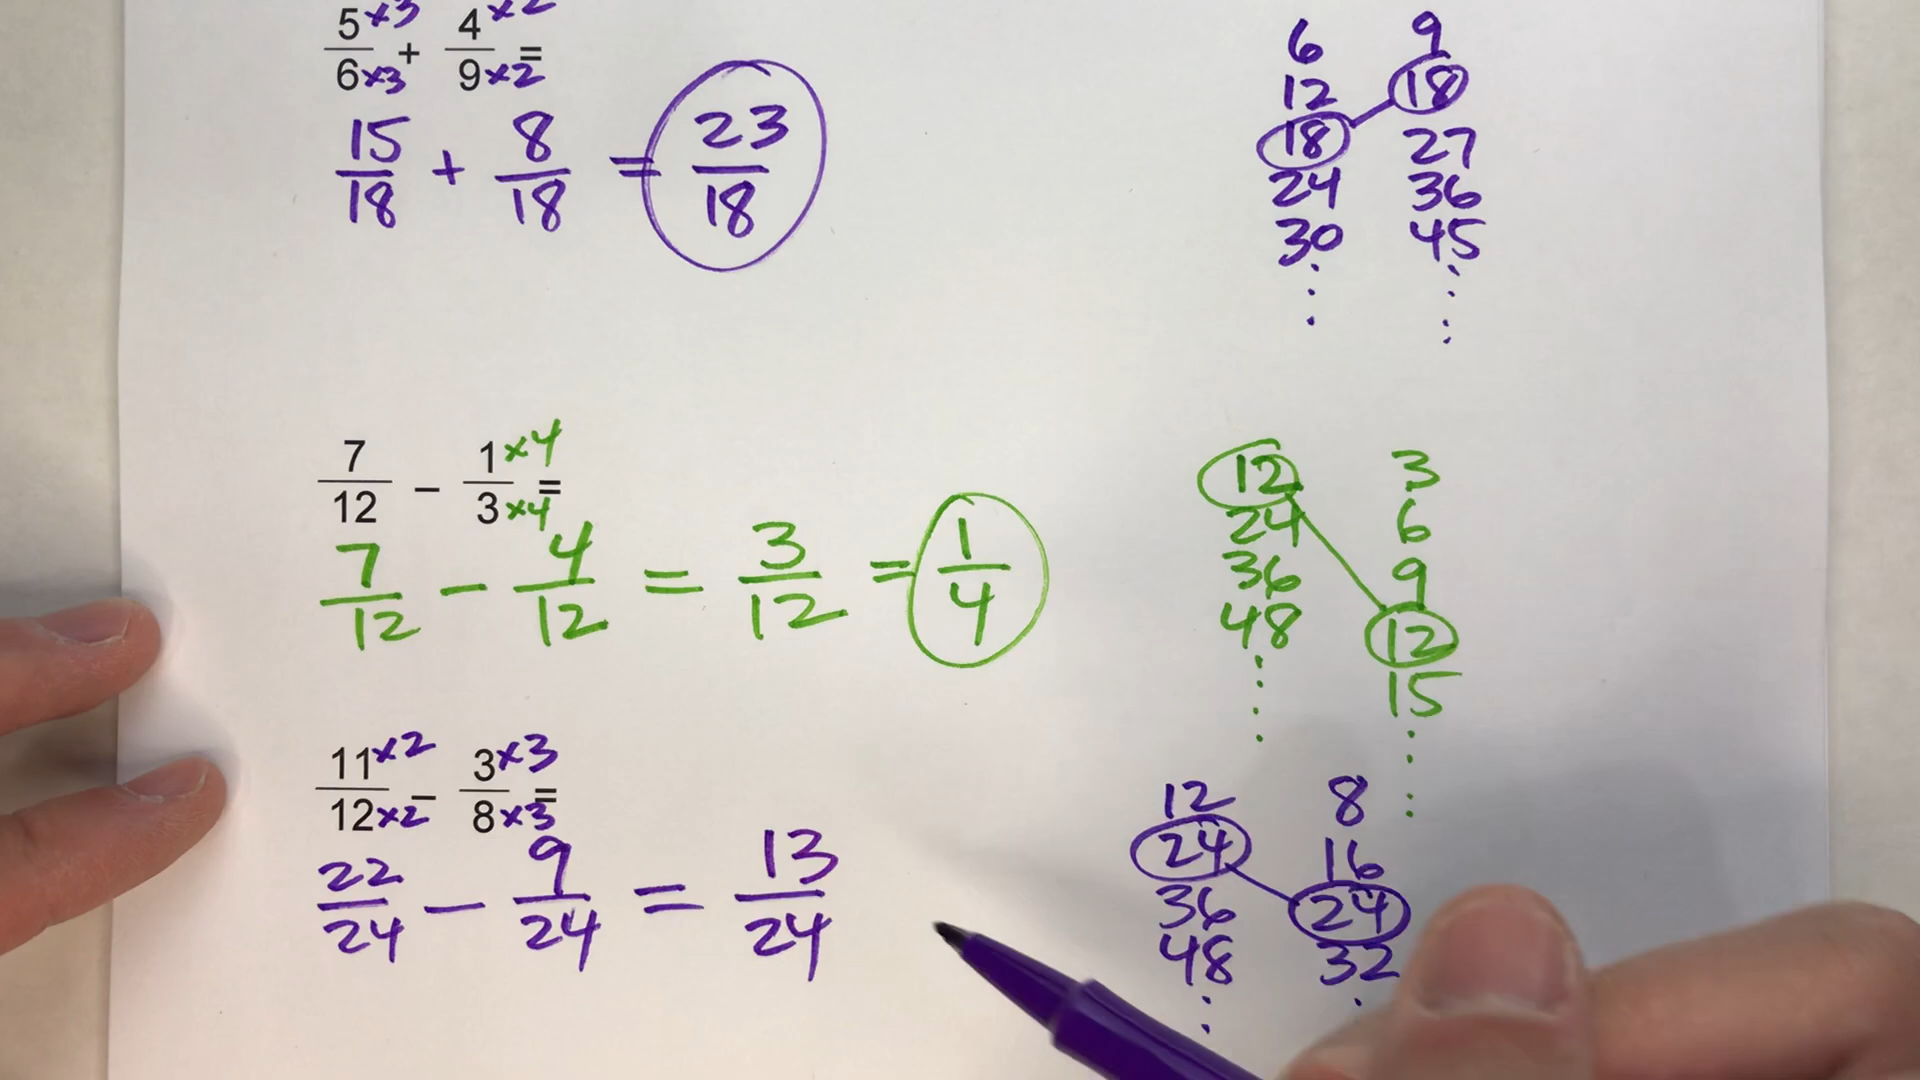 5×3/6×3 + 4×2/9×2 =
15/18 + 8/18 = 23/18
6 9
12 18
18 27
24 36
30 45
7/12 − 1×4/3×4 =
7/12 − 4/12 = 3/12 = 1/4
12 3
24 6
36 9
48 12
15
11×2/12×2 − 3×3/8×3 =
22/24 − 9/24 = 13/24
12 8
24 16
36 24
48 32